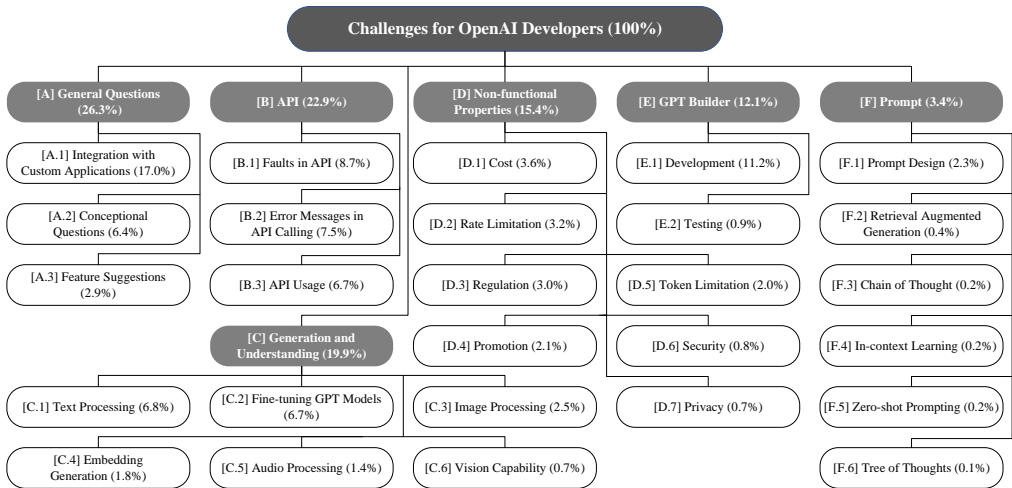 Challenges for OpenAI Developers (100%)
[A] General Questions
(26.3%)
[B] API (22.9%)
[D] Non-functional
Properties (15.4%)
[E] GPT Builder (12.1%)
[F] Prompt (3.4%)
[A.1] Integration with
Custom Applications (17.0%)
[B.1] Faults in API (8.7%)
[D.1] Cost (3.6%)
[E.1] Development (11.2%)
[F.1] Prompt Design (2.3%)
[A.2] Conceptional
Questions (6.4%)
[B.2] Error Messages in
API Calling (7.5%)
[D.2] Rate Limitation (3.2%)
[E.2] Testing (0.9%)
[F.2] Retrieval Augmented
Generation (0.4%)
[A.3] Feature Suggestions
(2.9%)
[B.3] API Usage (6.7%)
[D.3] Regulation (3.0%)
[D.5] Token Limitation (2.0%)
[F.3] Chain of Thought (0.2%)
[C] Generation and
Understanding (19.9%)
[D.4] Promotion (2.1%)
[D.6] Security (0.8%)
[F.4] In-context Learning (0.2%)
[C.1] Text Processing (6.8%)
[C.2] Fine-tuning GPT Models
(6.7%)
[C.3] Image Processing (2.5%)
[D.7] Privacy (0.7%)
[F.5] Zero-shot Prompting (0.2%)
[C.4] Embedding
Generation (1.8%)
[C.5] Audio Processing (1.4%)
[C.6] Vision Capability (0.7%)
[F.6] Tree of Thoughts (0.1%)